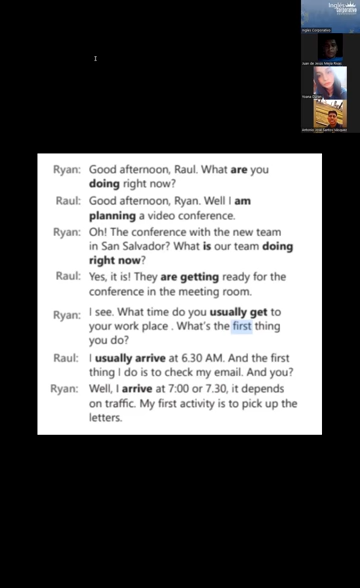 Inglés
Corporativo
Inglés Corporativo
Ryan: Good afternoon, Raul. What are you
doing right now?
Raul: Good afternoon, Ryan. Well I am
planning a video conference.
Ryan: Oh! The conference with the new team
in San Salvador? What is our team doing
right now?
Raul: Yes, it is! They are getting ready for the
conference in the meeting room.
Ryan: I see. What time do you usually get to
your work place . What's the first thing
you do?
Raul: I usually arrive at 6.30 AM. And the first
thing I do is to check my email. And you?
Ryan: Well, I arrive at 7:00 or 7.30, it depends
on traffic. My first activity is to pick up the
letters.